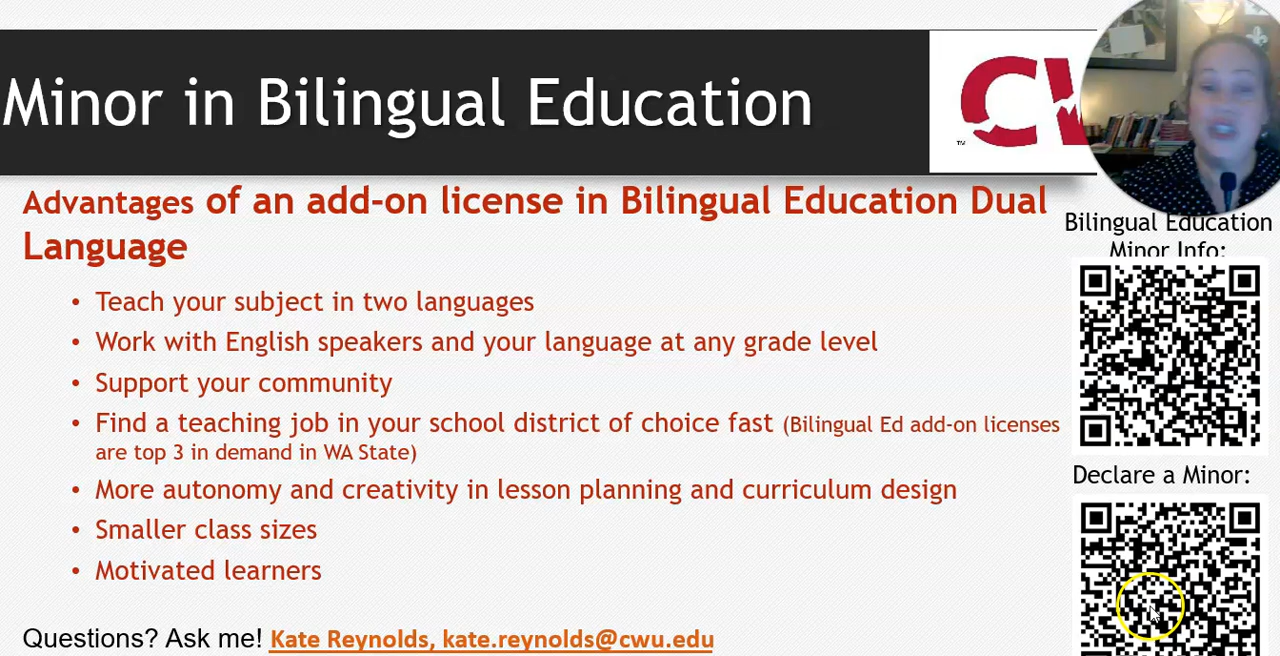 Minor in Bilingual Education
CW
™
Advantages of an add-on license in Bilingual Education Dual
Language
• Teach your subject in two languages
• Work with English speakers and your language at any grade level
• Support your community
• Find a teaching job in your school district of choice fast (Bilingual Ed add-on licenses
are top 3 in demand in WA State)
• More autonomy and creativity in lesson planning and curriculum design
• Smaller class sizes
• Motivated learners
Questions? Ask me! Kate Reynolds, kate.reynolds@cwu.edu
Bilingual Education
Minor Info:
Declare a Minor: